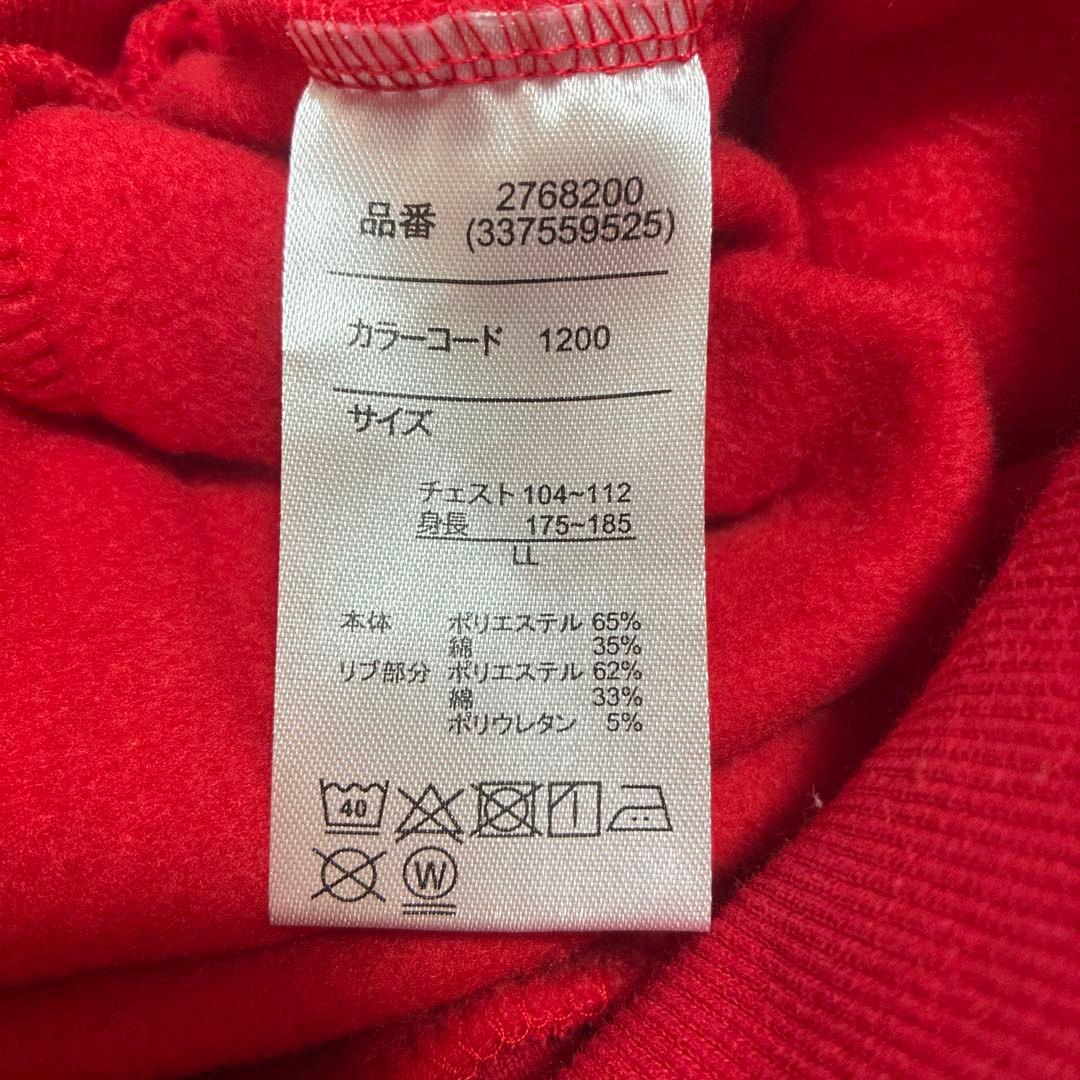 品番 2768200
(337559525)
カラーコード 1200
サイズ
チェスト 104~112
身長 175~185
LL
本体 ポリエステル 65%
綿 35%
リブ部分 ポリエステル 62%
綿 33%
ポリウレタン 5%
40
W